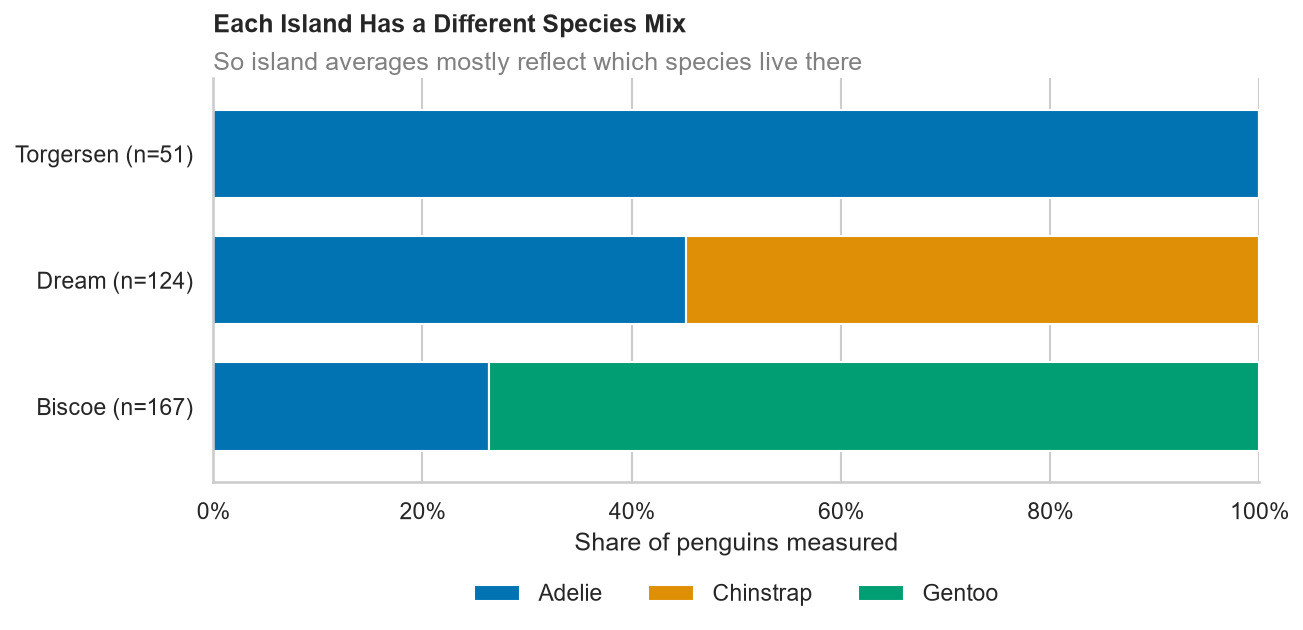 Each Island Has a Different Species Mix
So island averages mostly reflect which species live there
Torgersen (n=51)
Dream (n=124)
Biscoe (n=167)
0% 20% 40% 60% 80% 100%
Share of penguins measured
Adelie Chinstrap Gentoo